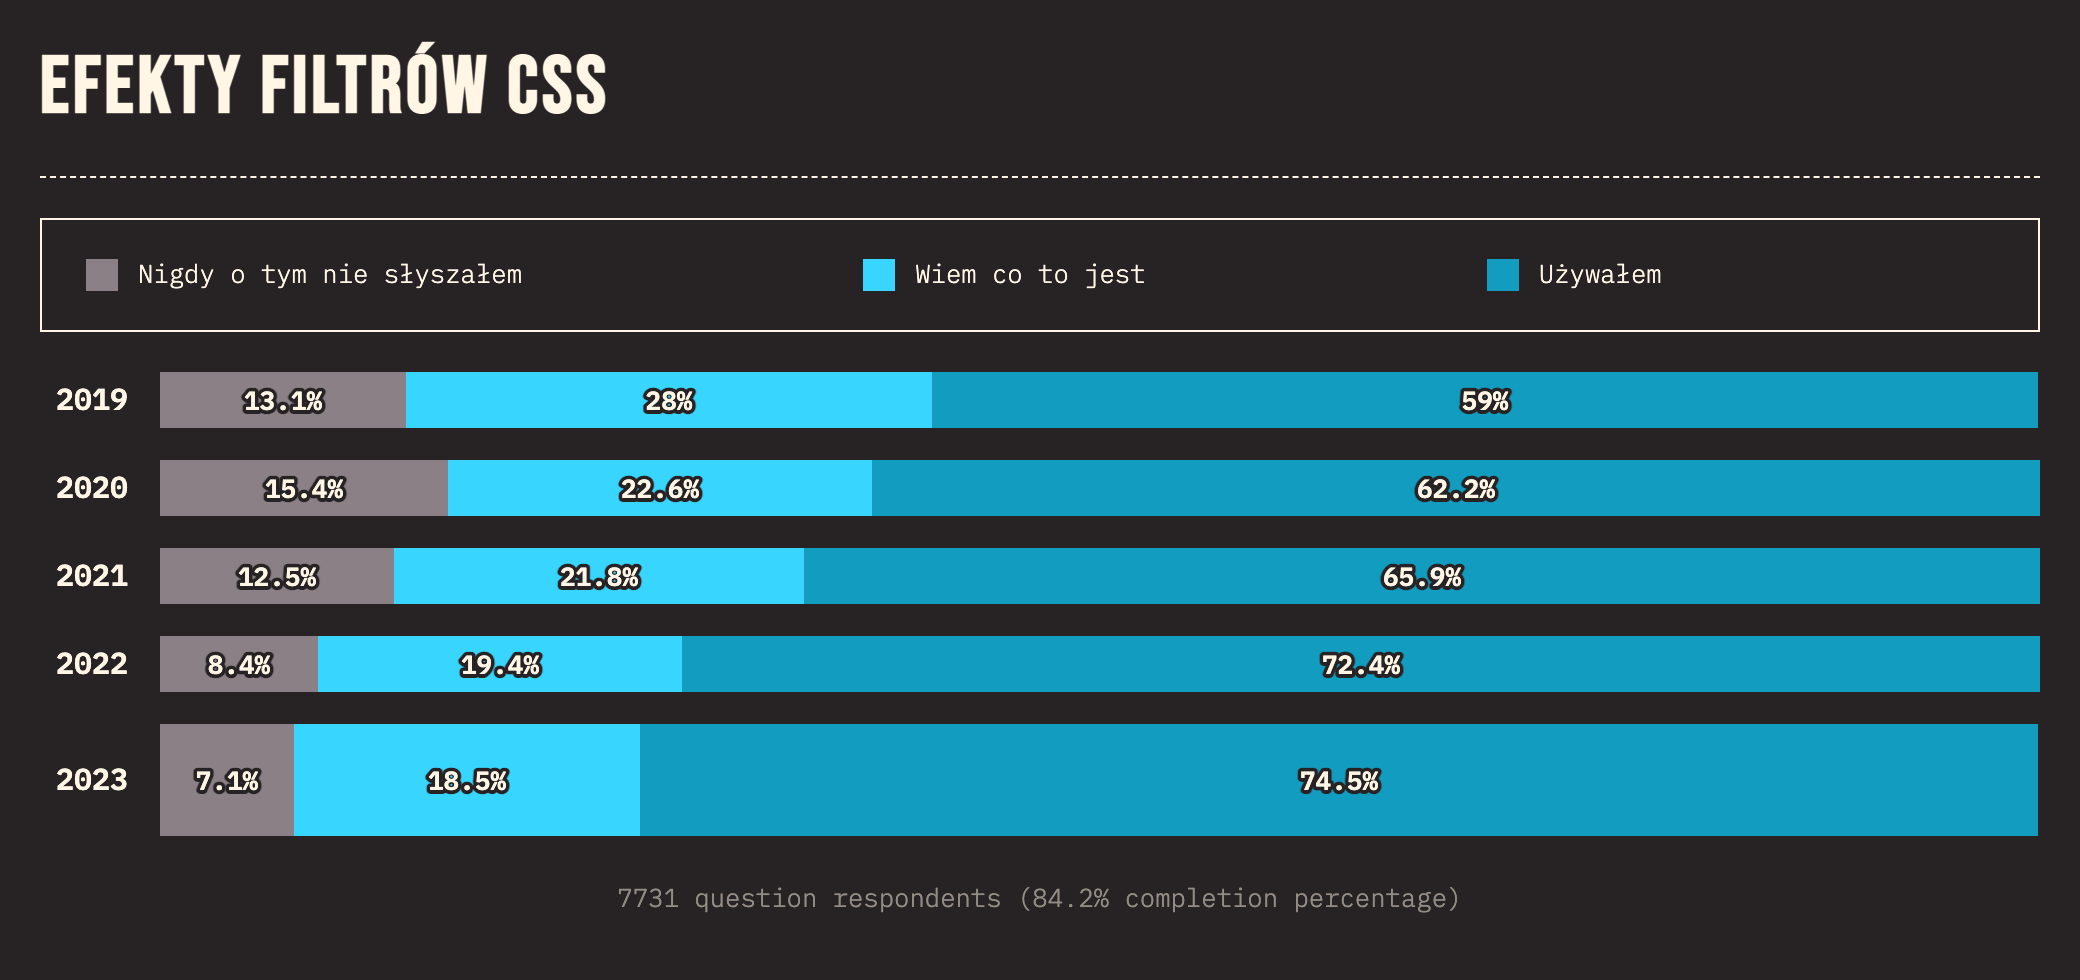 EFEKTY FILTRÓW CSS
Nigdy o tym nie słyszałem Wiem co to jest Używałem
2019 13.1% 28% 59%
2020 15.4% 22.6% 62.2%
2021 12.5% 21.8% 65.9%
2022 8.4% 19.4% 72.4%
2023 7.1% 18.5% 74.5%
7731 question respondents (84.2% completion percentage)